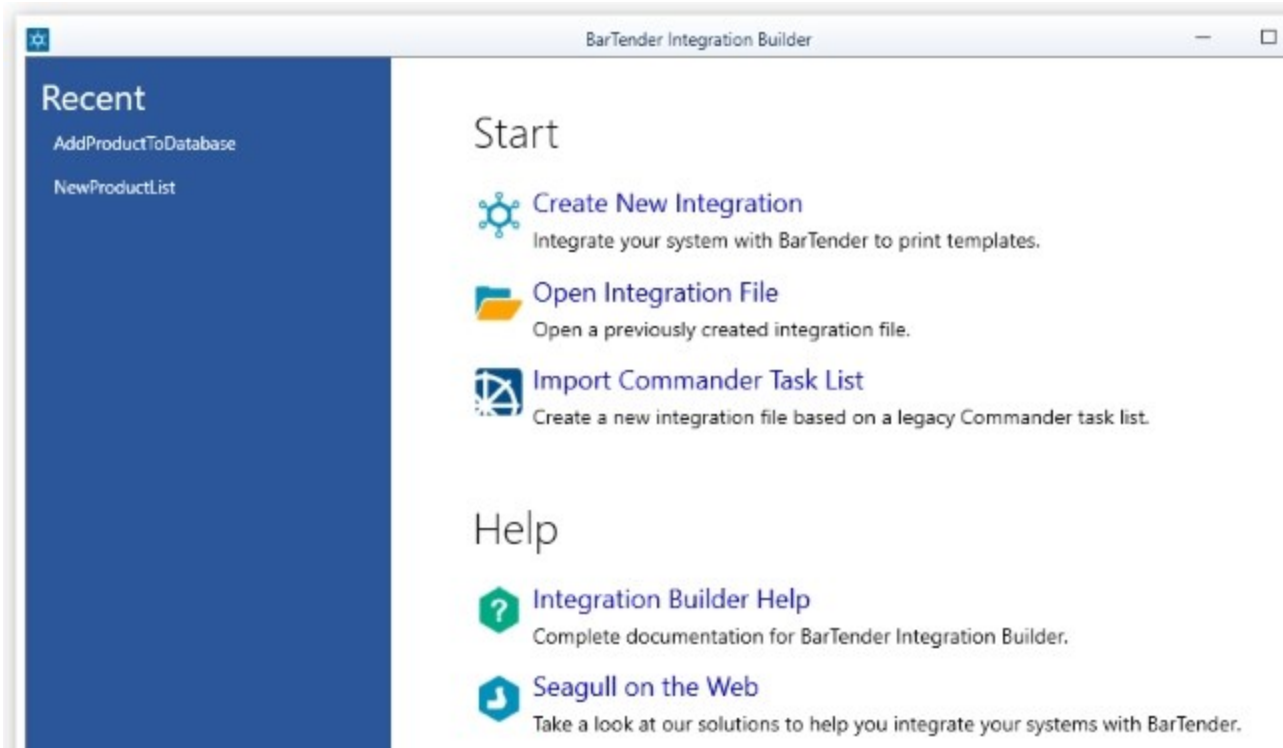 BarTender Integration Builder
Recent
AddProductToDatabase
NewProductList
Start
Create New Integration
Integrate your system with BarTender to print templates.
Open Integration File
Open a previously created integration file.
Import Commander Task List
Create a new integration file based on a legacy Commander task list.
Help
Integration Builder Help
Complete documentation for BarTender Integration Builder.
Seagull on the Web
Take a look at our solutions to help you integrate your systems with BarTender.